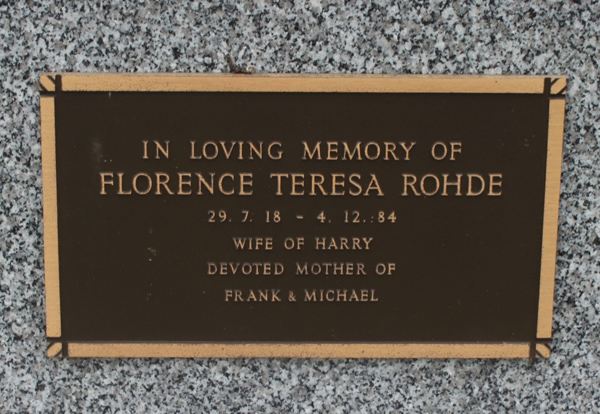 IN LOVING MEMORY OF
FLORENCE TERESA ROHDE
29. 7. 18 - 4. 12. 84
WIFE OF HARRY
DEVOTED MOTHER OF
FRANK & MICHAEL